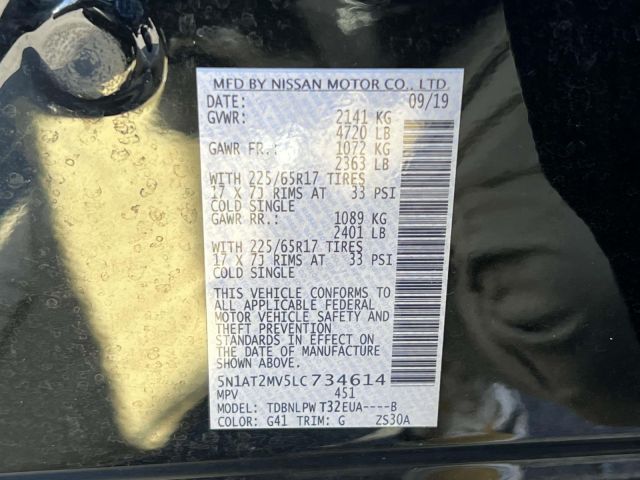 MFD BY NISSAN MOTOR CO., LTD.
DATE: 09/19
GVWR: 2141 KG
4720 LB
GAWR FR.: 1072 KG
2363 LB
WITH 225/65R17 TIRES
17 X 7J RIMS AT 33 PSI
COLD SINGLE
GAWR RR.: 1089 KG
2401 LB
WITH 225/65R17 TIRES
17 X 7J RIMS AT 33 PSI
COLD SINGLE
THIS VEHICLE CONFORMS TO
ALL APPLICABLE FEDERAL
MOTOR VEHICLE SAFETY AND
THEFT PREVENTION
STANDARDS IN EFFECT ON
THE DATE OF MANUFACTURE
SHOWN ABOVE.
5N1AT2MV5LC734614
MPV 451
MODEL: TDBNLPW T32EUA----B
COLOR: G41 TRIM: G ZS30A